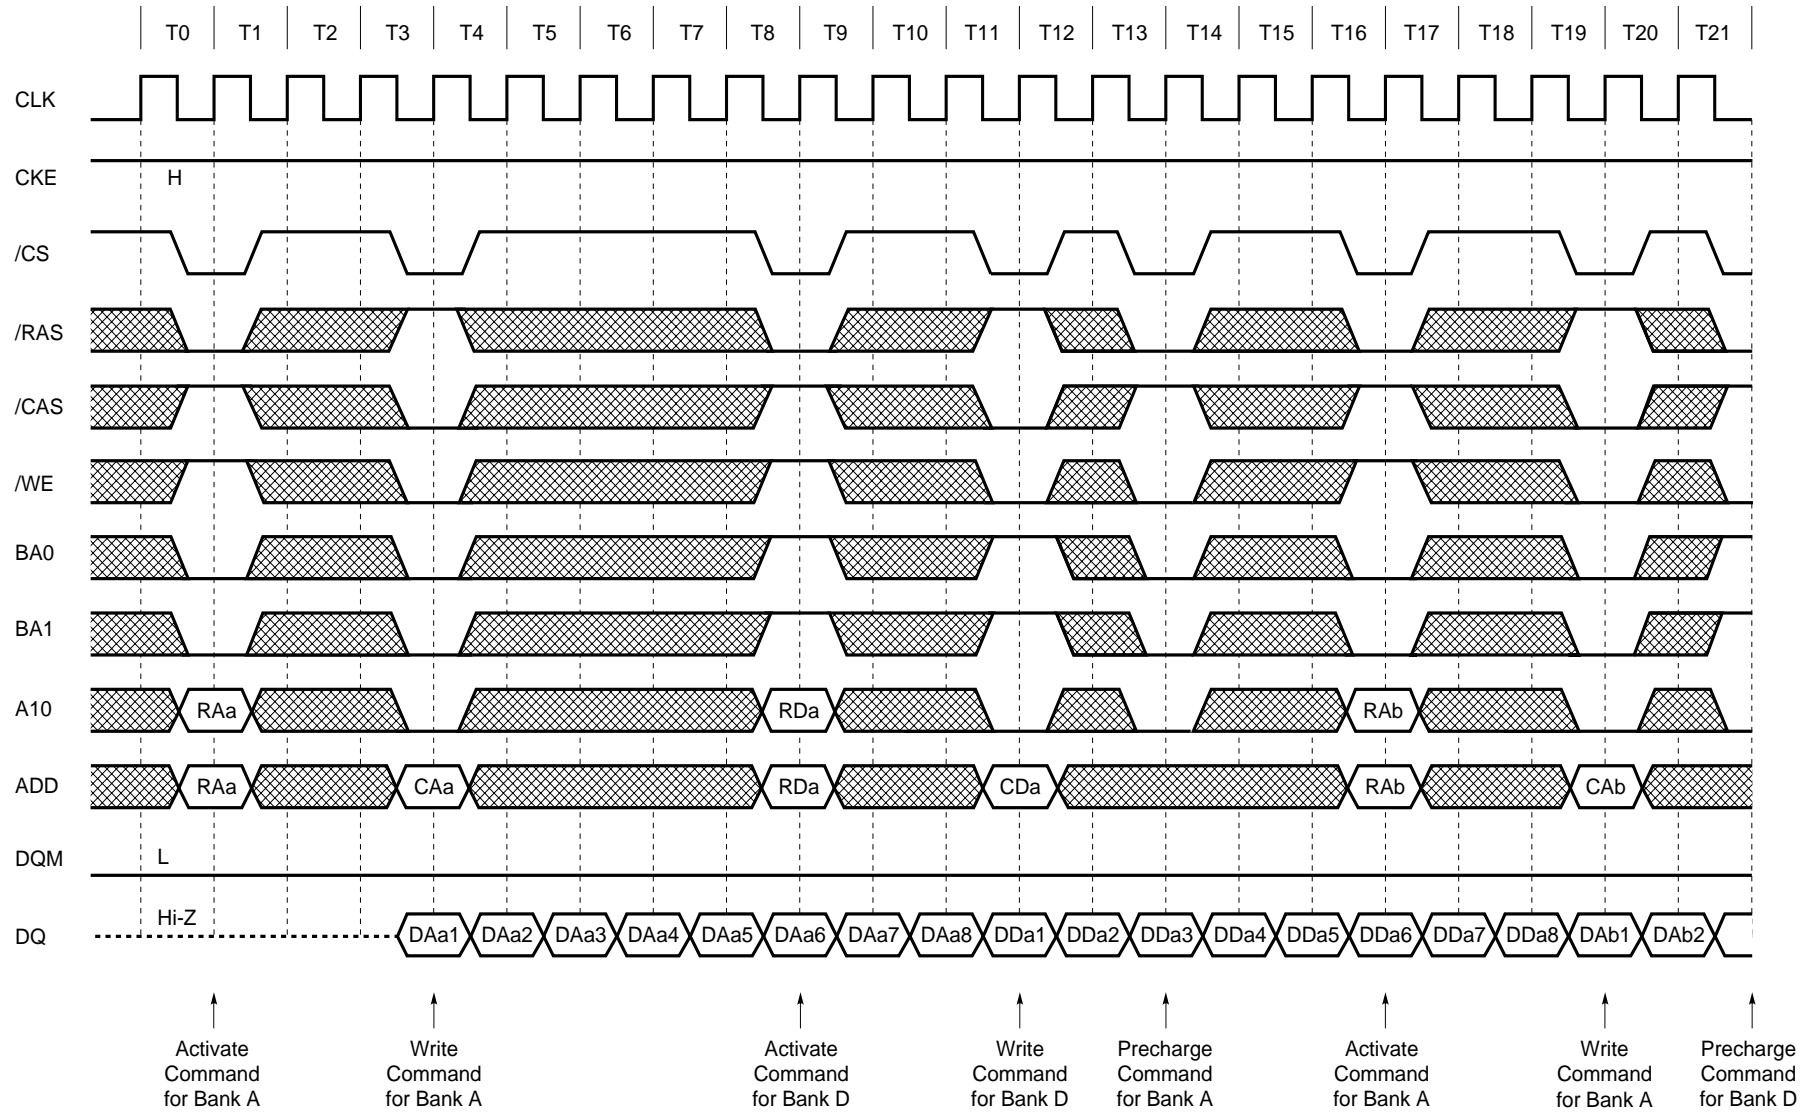 T0 T1 T2 T3 T4 T5 T6 T7 T8 T9 T10 T11 T12 T13 T14 T15 T16 T17 T18 T19 T20 T21
CLK
CKE H
/CS
/RAS
/CAS
/WE
BA0
BA1
A10 RAa RDa RAb
ADD RAa CAa RDa CDa RAb CAb
DQM L
DQ Hi-Z DAa1 DAa2 DAa3 DAa4 DAa5 DAa6 DAa7 DAa8 DDa1 DDa2 DDa3 DDa4 DDa5 DDa6 DDa7 DDa8 DAb1 DAb2
Activate
Command
for Bank A
Write
Command
for Bank A
Activate
Command
for Bank D
Write
Command
for Bank D
Precharge
Command
for Bank A
Activate
Command
for Bank A
Write
Command
for Bank A
Precharge
Command
for Bank D